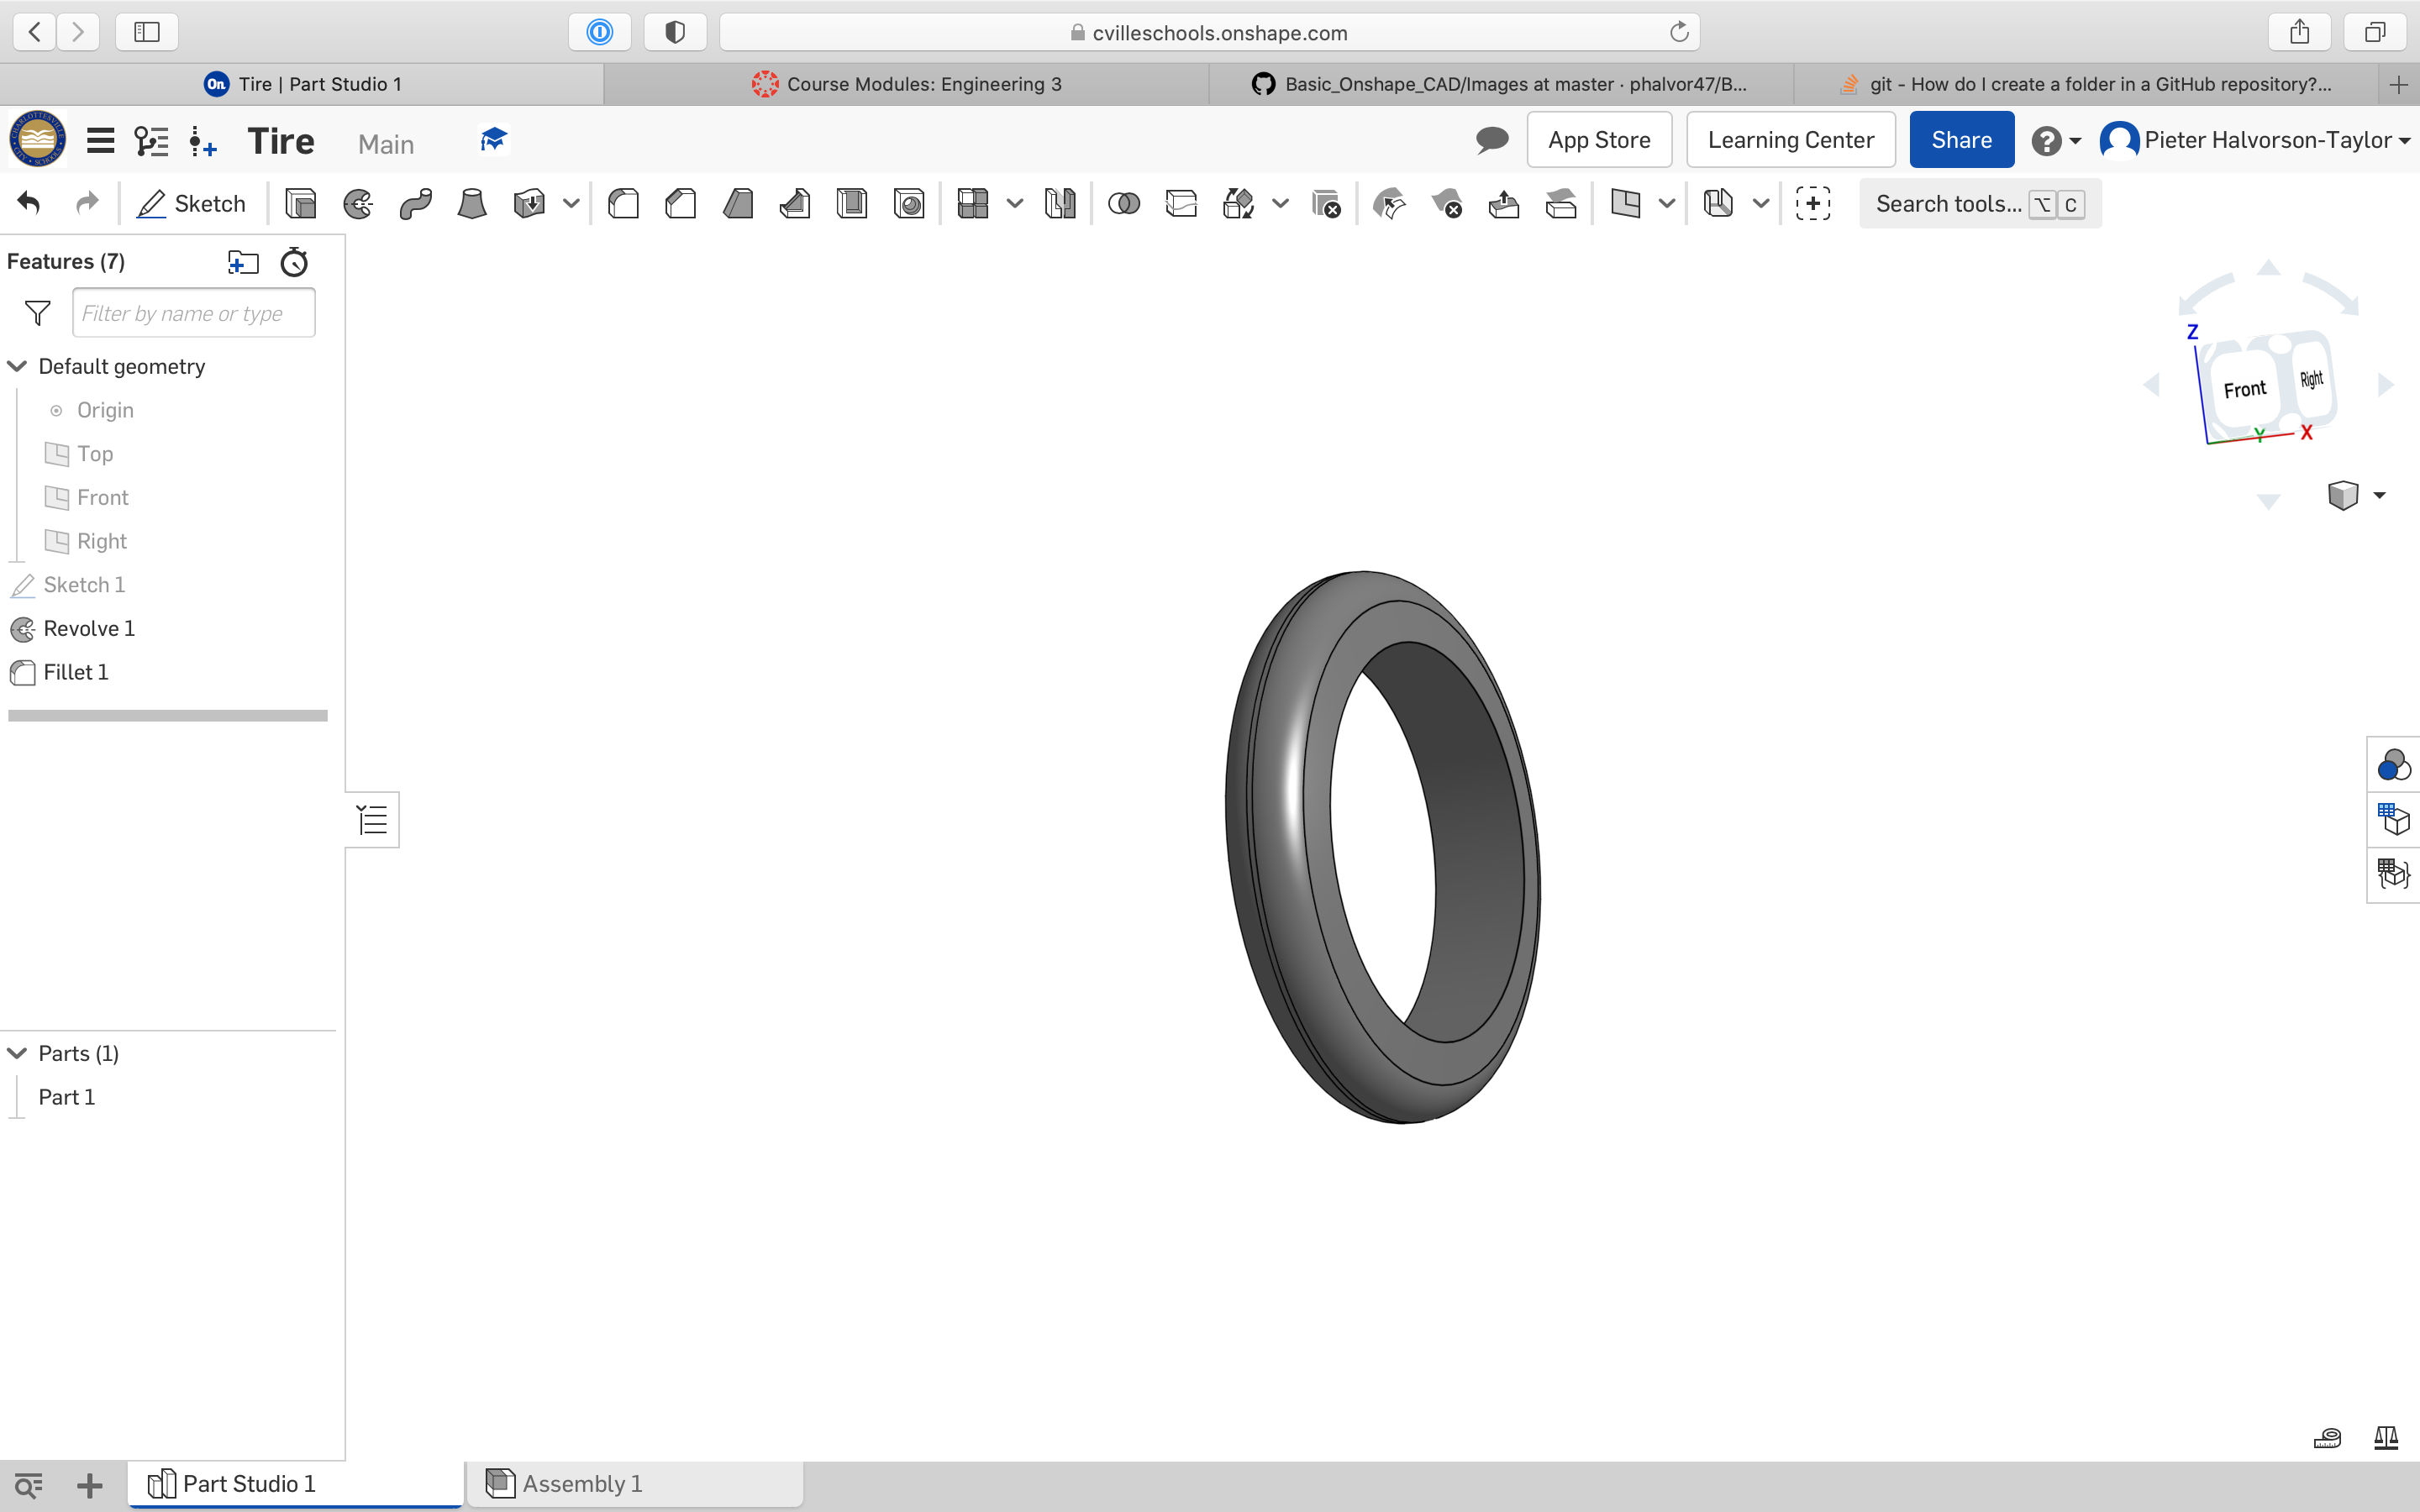 cvilleschools.onshape.com
On Tire | Part Studio 1
Course Modules: Engineering 3
Basic_Onshape_CAD/Images at master · phalvor47/B...
git - How do I create a folder in a GitHub repository?...
Tire Main
App Store
Learning Center
Share
Pieter Halvorson-Taylor
Sketch
Search tools... ⌥ C
Features (7)
Filter by name or type
Default geometry
Origin
Top
Front
Right
Sketch 1
Revolve 1
Fillet 1
Z
Front
Right
Y
X
Parts (1)
Part 1
Part Studio 1
Assembly 1